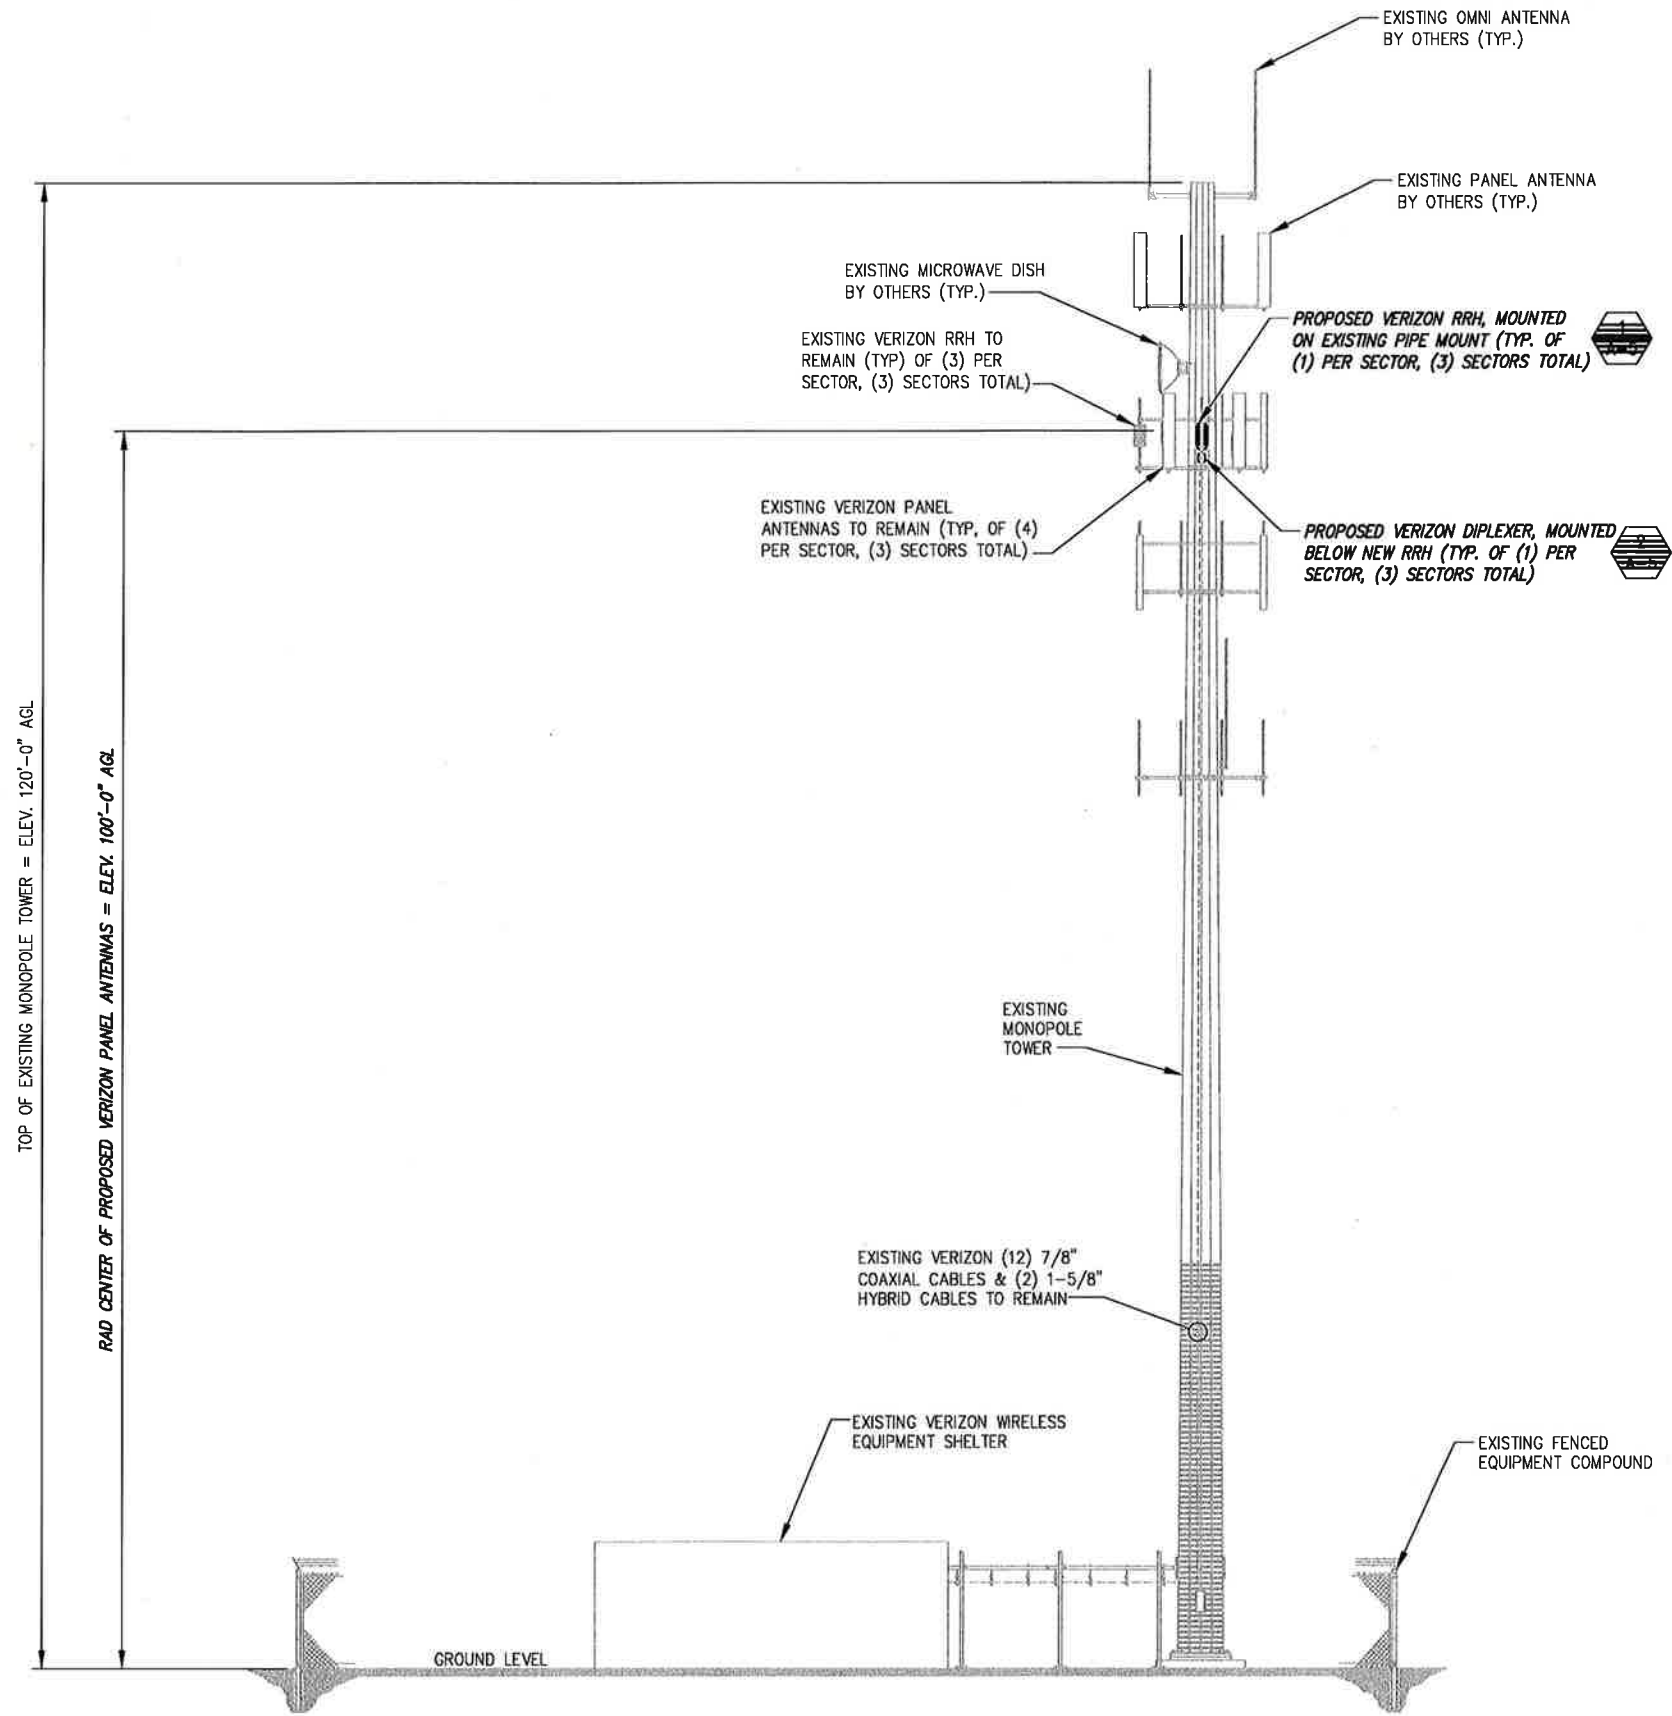 EXISTING OMNI ANTENNA
BY OTHERS (TYP.)
EXISTING PANEL ANTENNA
BY OTHERS (TYP.)
EXISTING MICROWAVE DISH
BY OTHERS (TYP.)
PROPOSED VERIZON RRH, MOUNTED
ON EXISTING PIPE MOUNT (TYP. OF
(1) PER SECTOR, (3) SECTORS TOTAL)
1
EXISTING VERIZON RRH TO
REMAIN (TYP) OF (3) PER
SECTOR, (3) SECTORS TOTAL)
EXISTING VERIZON PANEL
ANTENNAS TO REMAIN (TYP. OF (4)
PER SECTOR, (3) SECTORS TOTAL)
PROPOSED VERIZON DIPLEXER, MOUNTED
BELOW NEW RRH (TYP. OF (1) PER
SECTOR, (3) SECTORS TOTAL)
2
A-5
TOP OF EXISTING MONOPOLE TOWER = ELEV. 120'-0" AGL
RAD CENTER OF PROPOSED VERIZON PANEL ANTENNAS = ELEV. 100'-0" AGL
EXISTING
MONOPOLE
TOWER
EXISTING VERIZON (12) 7/8"
COAXIAL CABLES & (2) 1-5/8"
HYBRID CABLES TO REMAIN
EXISTING VERIZON WIRELESS
EQUIPMENT SHELTER
EXISTING FENCED
EQUIPMENT COMPOUND
GROUND LEVEL